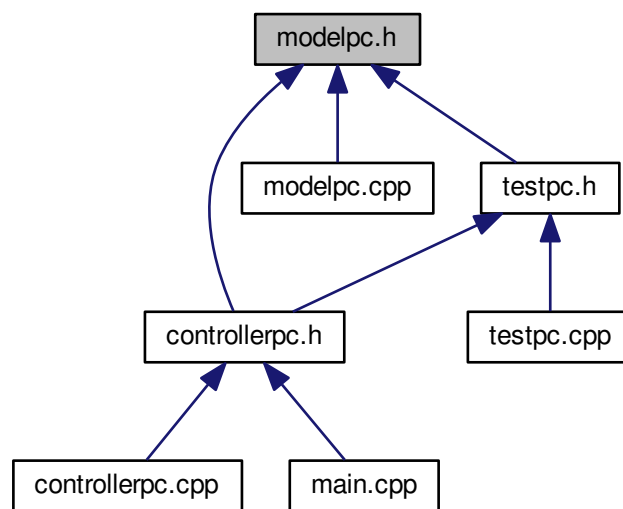 modelpc.h
modelpc.cpp
testpc.h
controllerpc.h
testpc.cpp
controllerpc.cpp
main.cpp